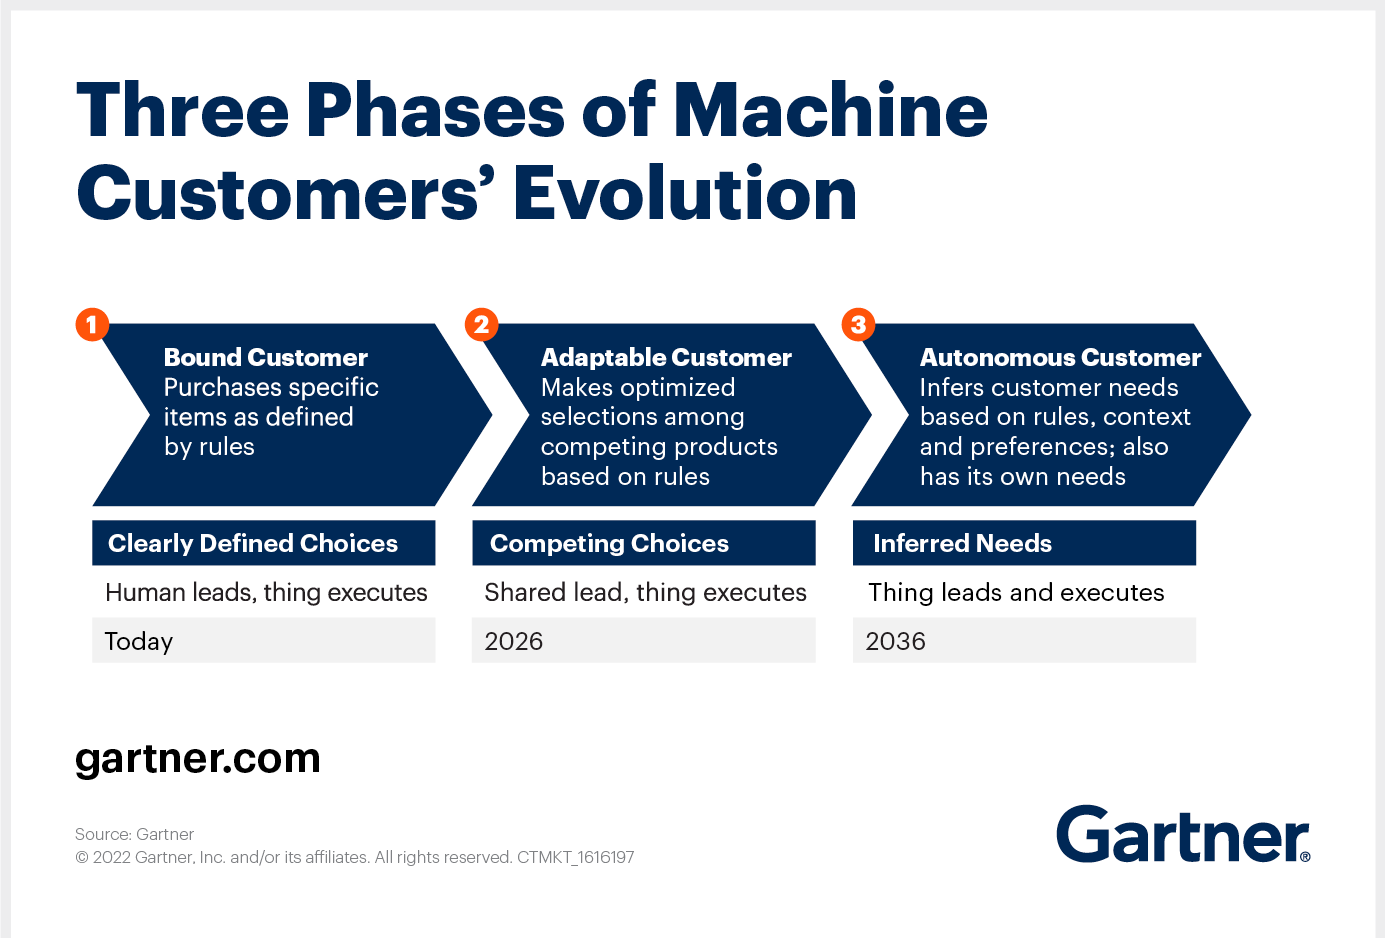 Three Phases of Machine
Customers’ Evolution
1
Bound Customer
Purchases specific
items as defined
by rules
Clearly Defined Choices
Human leads, thing executes
Today
2
Adaptable Customer
Makes optimized
selections among
competing products
based on rules
Competing Choices
Shared lead, thing executes
2026
3
Autonomous Customer
Infers customer needs
based on rules, context
and preferences; also
has its own needs
Inferred Needs
Thing leads and executes
2036
gartner.com
Source: Gartner
© 2022 Gartner, Inc. and/or its affiliates. All rights reserved. CTMKT_1616197
Gartner®